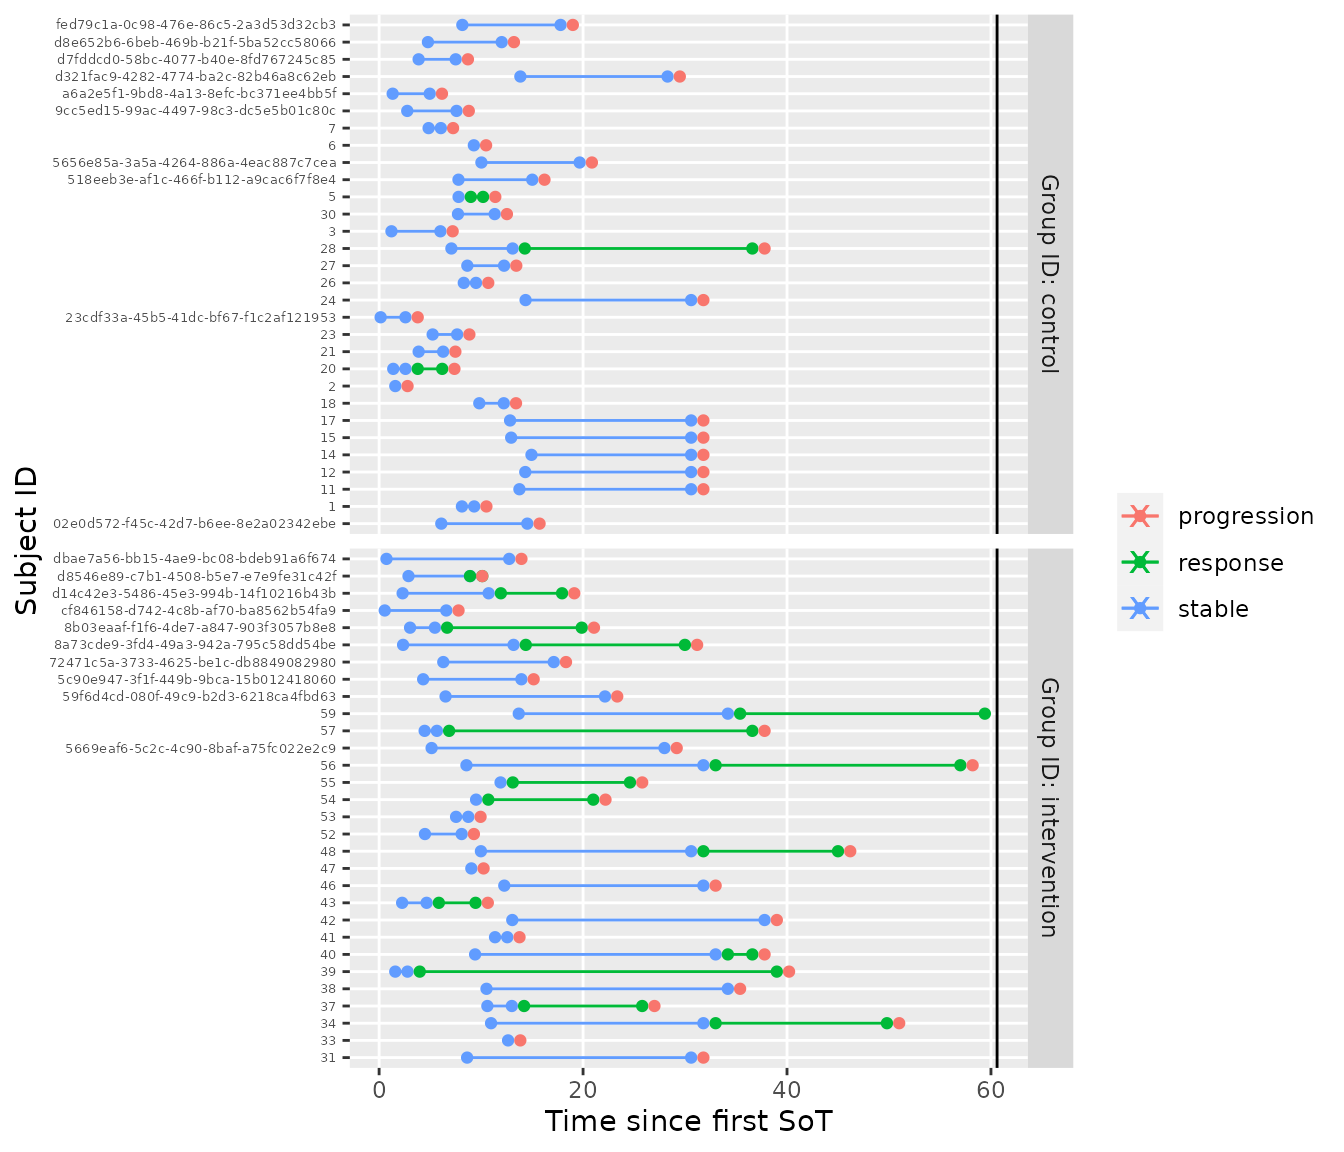 fed79c1a-0c98-476e-86c5-2a3d53d32cb3
d8e652b6-6beb-469b-b21f-5ba52cc58066
d7fddcd0-58bc-4077-b40e-8fd767245c85
d321fac9-4282-4774-ba2c-82b46a8c62eb
a6a2e5f1-9bd8-4a13-8efc-bc371ee4bb5f
9cc5ed15-99ac-4497-98c3-dc5e5b01c80c
7
6
5656e85a-3a5a-4264-886a-4eac887c7cea
518eeb3e-af1c-466f-b112-a9cac6f7f8e4
5
30
3
28
27
26
24
23cdf33a-45b5-41dc-bf67-f1c2af121953
23
21
20
2
18
17
15
14
12
11
1
02e0d572-f45c-42d7-b6ee-8e2a02342ebe
Group ID: control
dbae7a56-bb15-4ae9-bc08-bdeb91a6f674
d8546e89-c7b1-4508-b5e7-e7e9fe31c42f
d14c42e3-5486-45e3-994b-14f10216b43b
cf846158-d742-4c8b-af70-ba8562b54fa9
8b03eaaf-f1f6-4de7-a847-903f3057b8e8
8a73cde9-3fd4-49a3-942a-795c58dd54be
72471c5a-3733-4625-be1c-db8849082980
5c90e947-3f1f-449b-9bca-15b012418060
59f6d4cd-080f-49c9-b2d3-6218ca4fbd63
59
57
5669eaf6-5c2c-4c90-8baf-a75fc022e2c9
56
55
54
53
52
48
47
46
43
42
41
40
39
38
37
34
33
31
Group ID: intervention
0
20
40
60
Time since first SoT
Subject ID
progression
response
stable